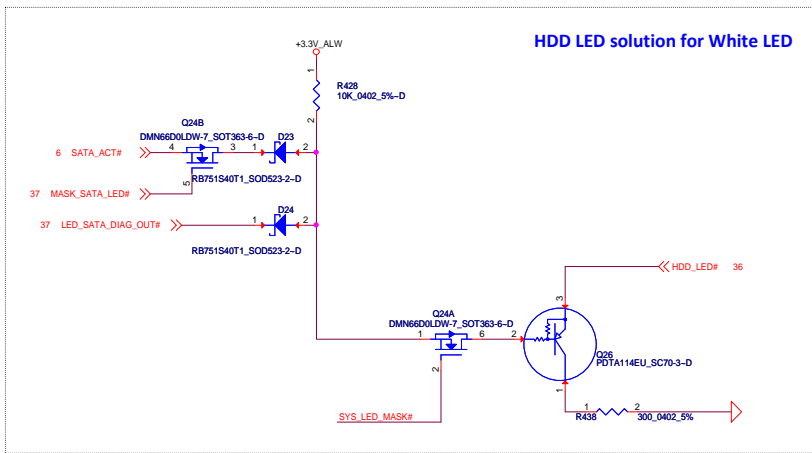 HDD LED solution for White LED
+3.3V_ALW
1
R428
10K_0402_5%~D
2
Q24B
DMN66D0LDW-7_SOT363-6~D
D23
6 SATA_ACT#
4
3
1
2
5
RB751S40T1_SOD523-2~D
37 MASK_SATA_LED#
D24
37 LED_SATA_DIAG_OUT#
1
2
RB751S40T1_SOD523-2~D
HDD_LED# 36
3
Q24A
DMN66D0LDW-7_SOT363-6~D
1
6
2
Q26
PDTA114EU_SC70-3~D
2
1
SYS_LED_MASK#
1
2
R438
300_0402_5%